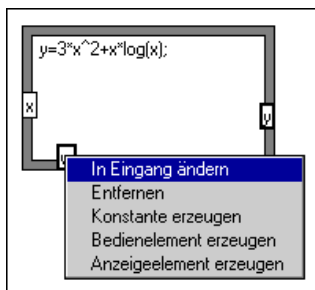 y=3*x^2+x*log(x);
x
y
In Eingang ändern
Entfernen
Konstante erzeugen
Bedienelement erzeugen
Anzeigeelement erzeugen